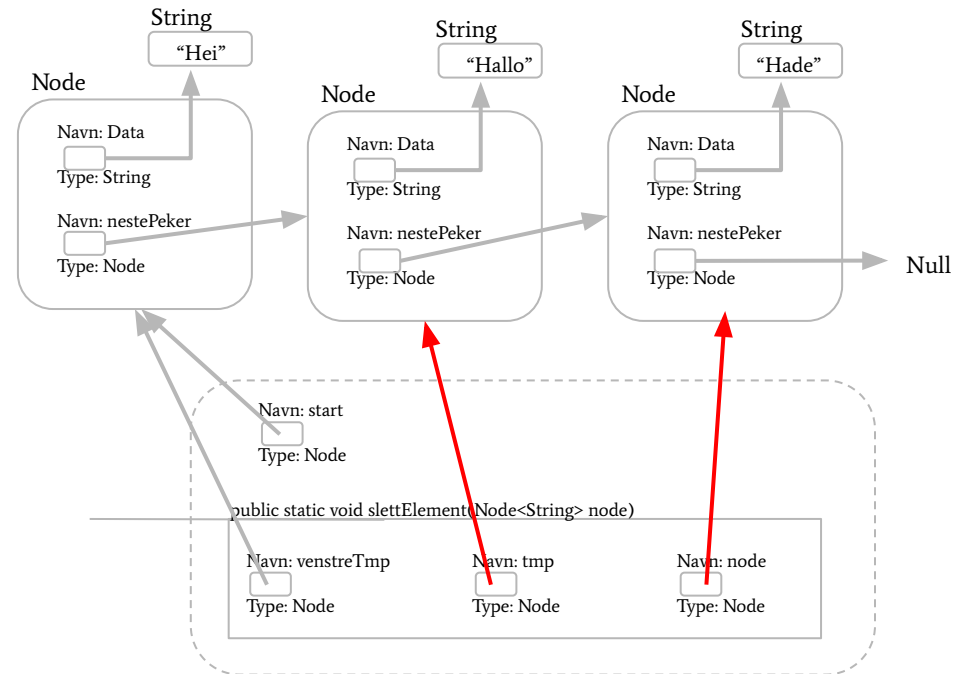 String
“Hei”
Node
Navn: Data
Type: String
Navn: nestePeker
Type: Node
String
“Hallo”
Node
Navn: Data
Type: String
Navn: nestePeker
Type: Node
String
“Hade”
Node
Navn: Data
Type: String
Navn: nestePeker
Type: Node
Null
Navn: start
Type: Node
public static void slettElement(Node<String> node)
Navn: venstreTmp
Type: Node
Navn: tmp
Type: Node
Navn: node
Type: Node